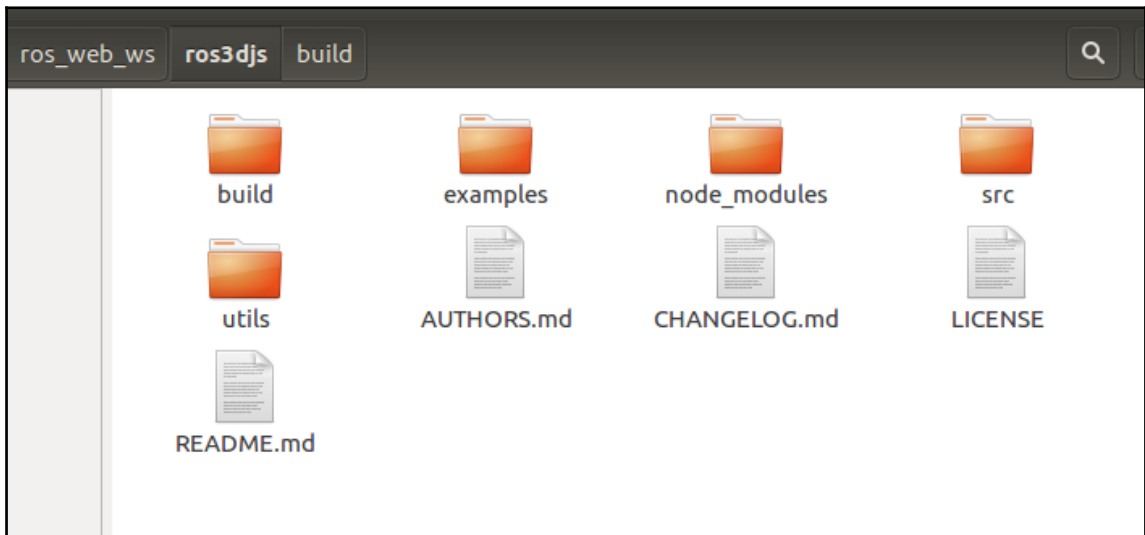 ros_web_ws ros3djs build
build examples node_modules src
utils AUTHORS.md CHANGELOG.md LICENSE
README.md